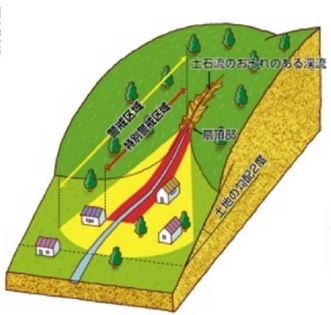 土石流のおそれのある渓流
警戒区域
特別警戒区域
扇頂部
土地の勾配2度